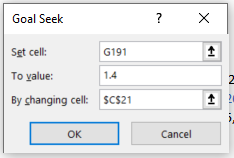 Goal Seek ? ×
Set cell: G191
To value: 1.4
By changing cell: $C$21
OK Cancel